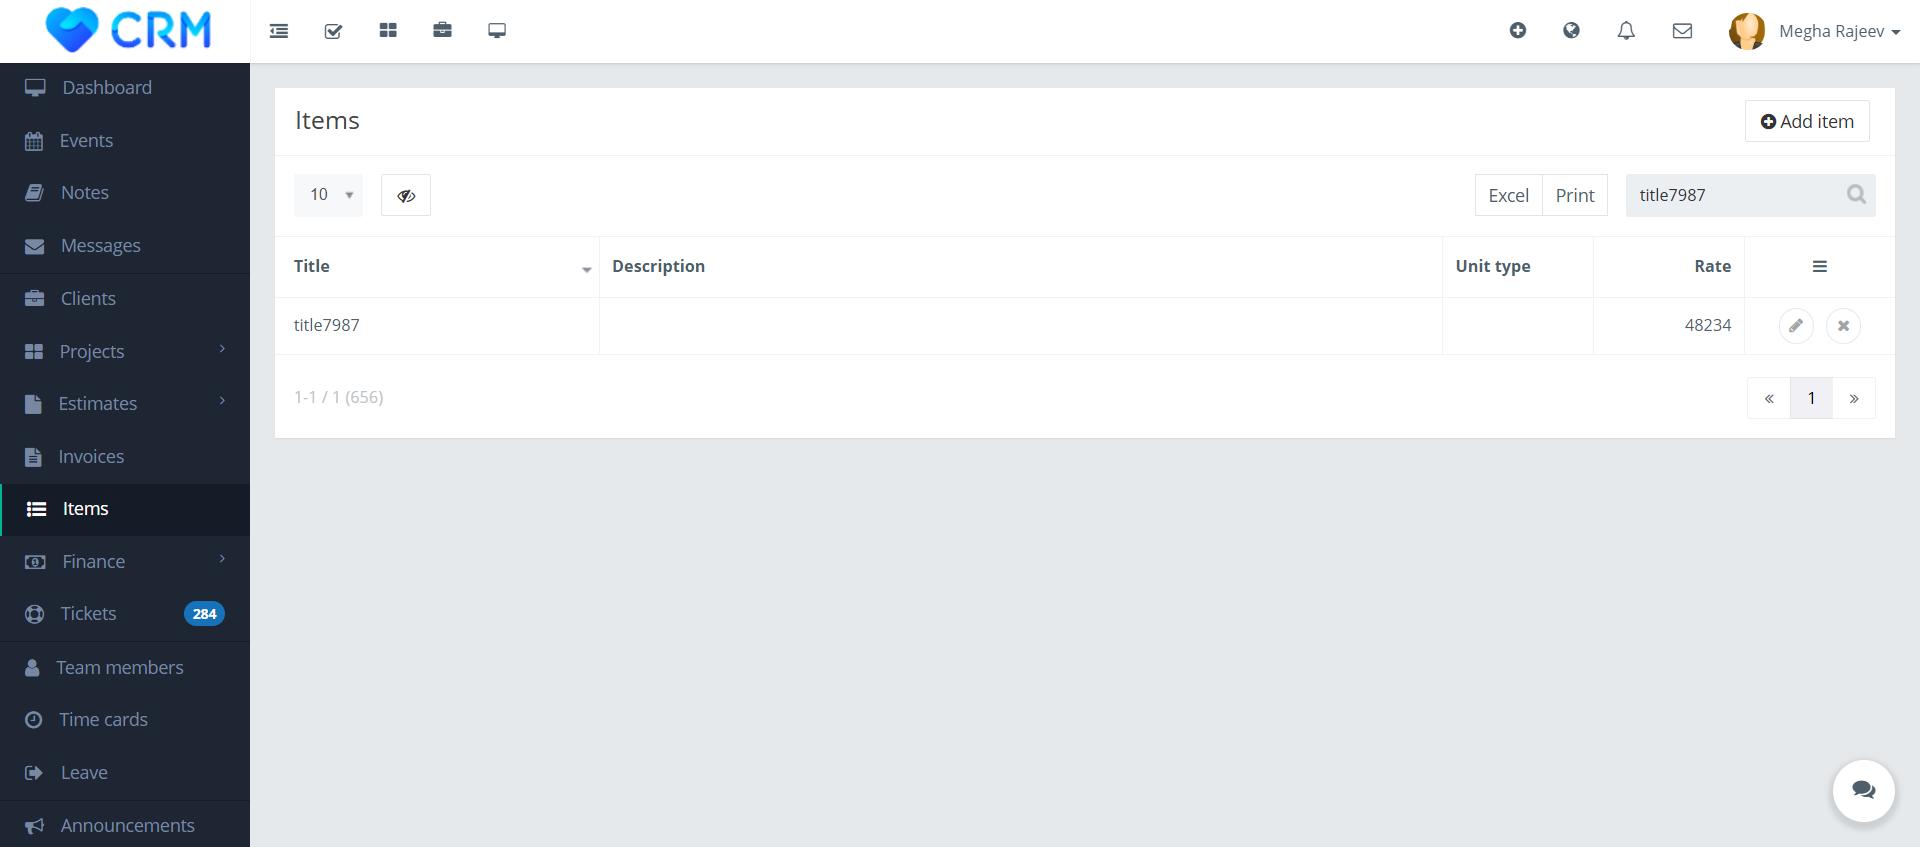 CRM
Megha Rajeev
Dashboard
Events
Notes
Messages
Clients
Projects
Estimates
Invoices
Items
Finance
Tickets 284
Team members
Time cards
Leave
Announcements
Items
Add item
10
Excel Print title7987
Title Description Unit type Rate
title7987 48234
1-1 / 1 (656)
« 1 »